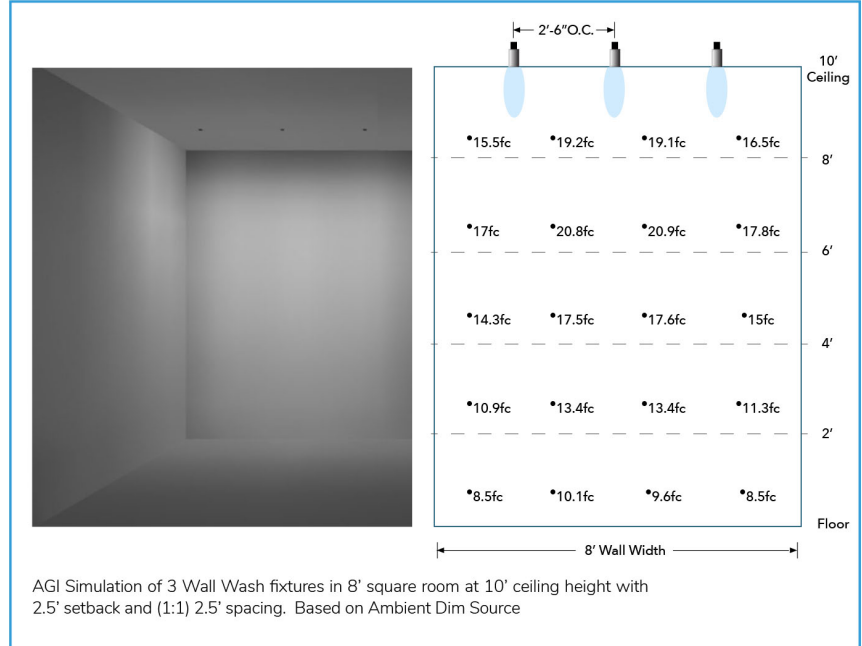 2'-6"O.C.
10'
Ceiling
15.5fc 19.2fc 19.1fc 16.5fc
8'
17fc 20.8fc 20.9fc 17.8fc
6'
14.3fc 17.5fc 17.6fc 15fc
4'
10.9fc 13.4fc 13.4fc 11.3fc
2'
8.5fc 10.1fc 9.6fc 8.5fc
Floor
8' Wall Width
AGI Simulation of 3 Wall Wash fixtures in 8' square room at 10' ceiling height with
2.5' setback and (1:1) 2.5' spacing.  Based on Ambient Dim Source